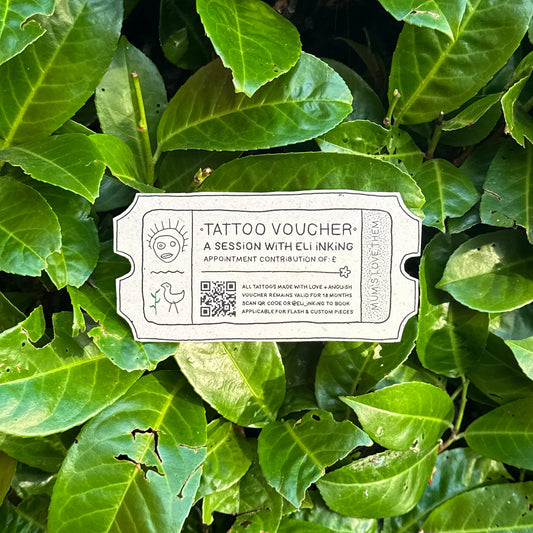 ·TATTOO VOUCHER·
A SESSION WITH ELI INKING
APPOINTMENT CONTRIBUTION OF: £
ALL TATTOOS MADE WITH LOVE + ANGUISH
VOUCHER REMAINS VALID FOR 18 MONTHS
SCAN QR CODE OR @ELI_INKING TO BOOK
APPLICABLE FOR FLASH & CUSTOM PIECES
MUMS LOVE THEM